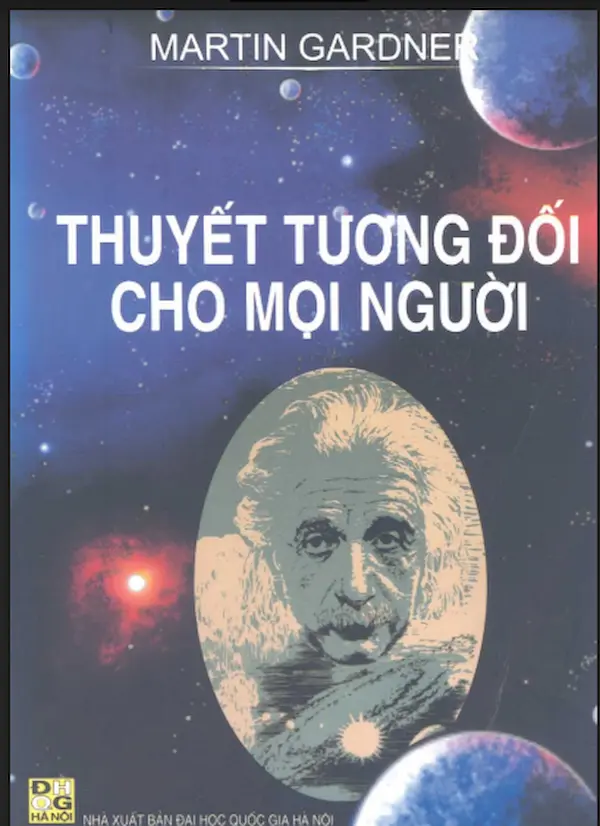 MARTIN GARDNER
THUYẾT TƯƠNG ĐỐI
CHO MỌI NGƯỜI
ĐH
QG
HÀ NỘI
NHÀ XUẤT BẢN ĐẠI HỌC QUỐC GIA HÀ NỘI